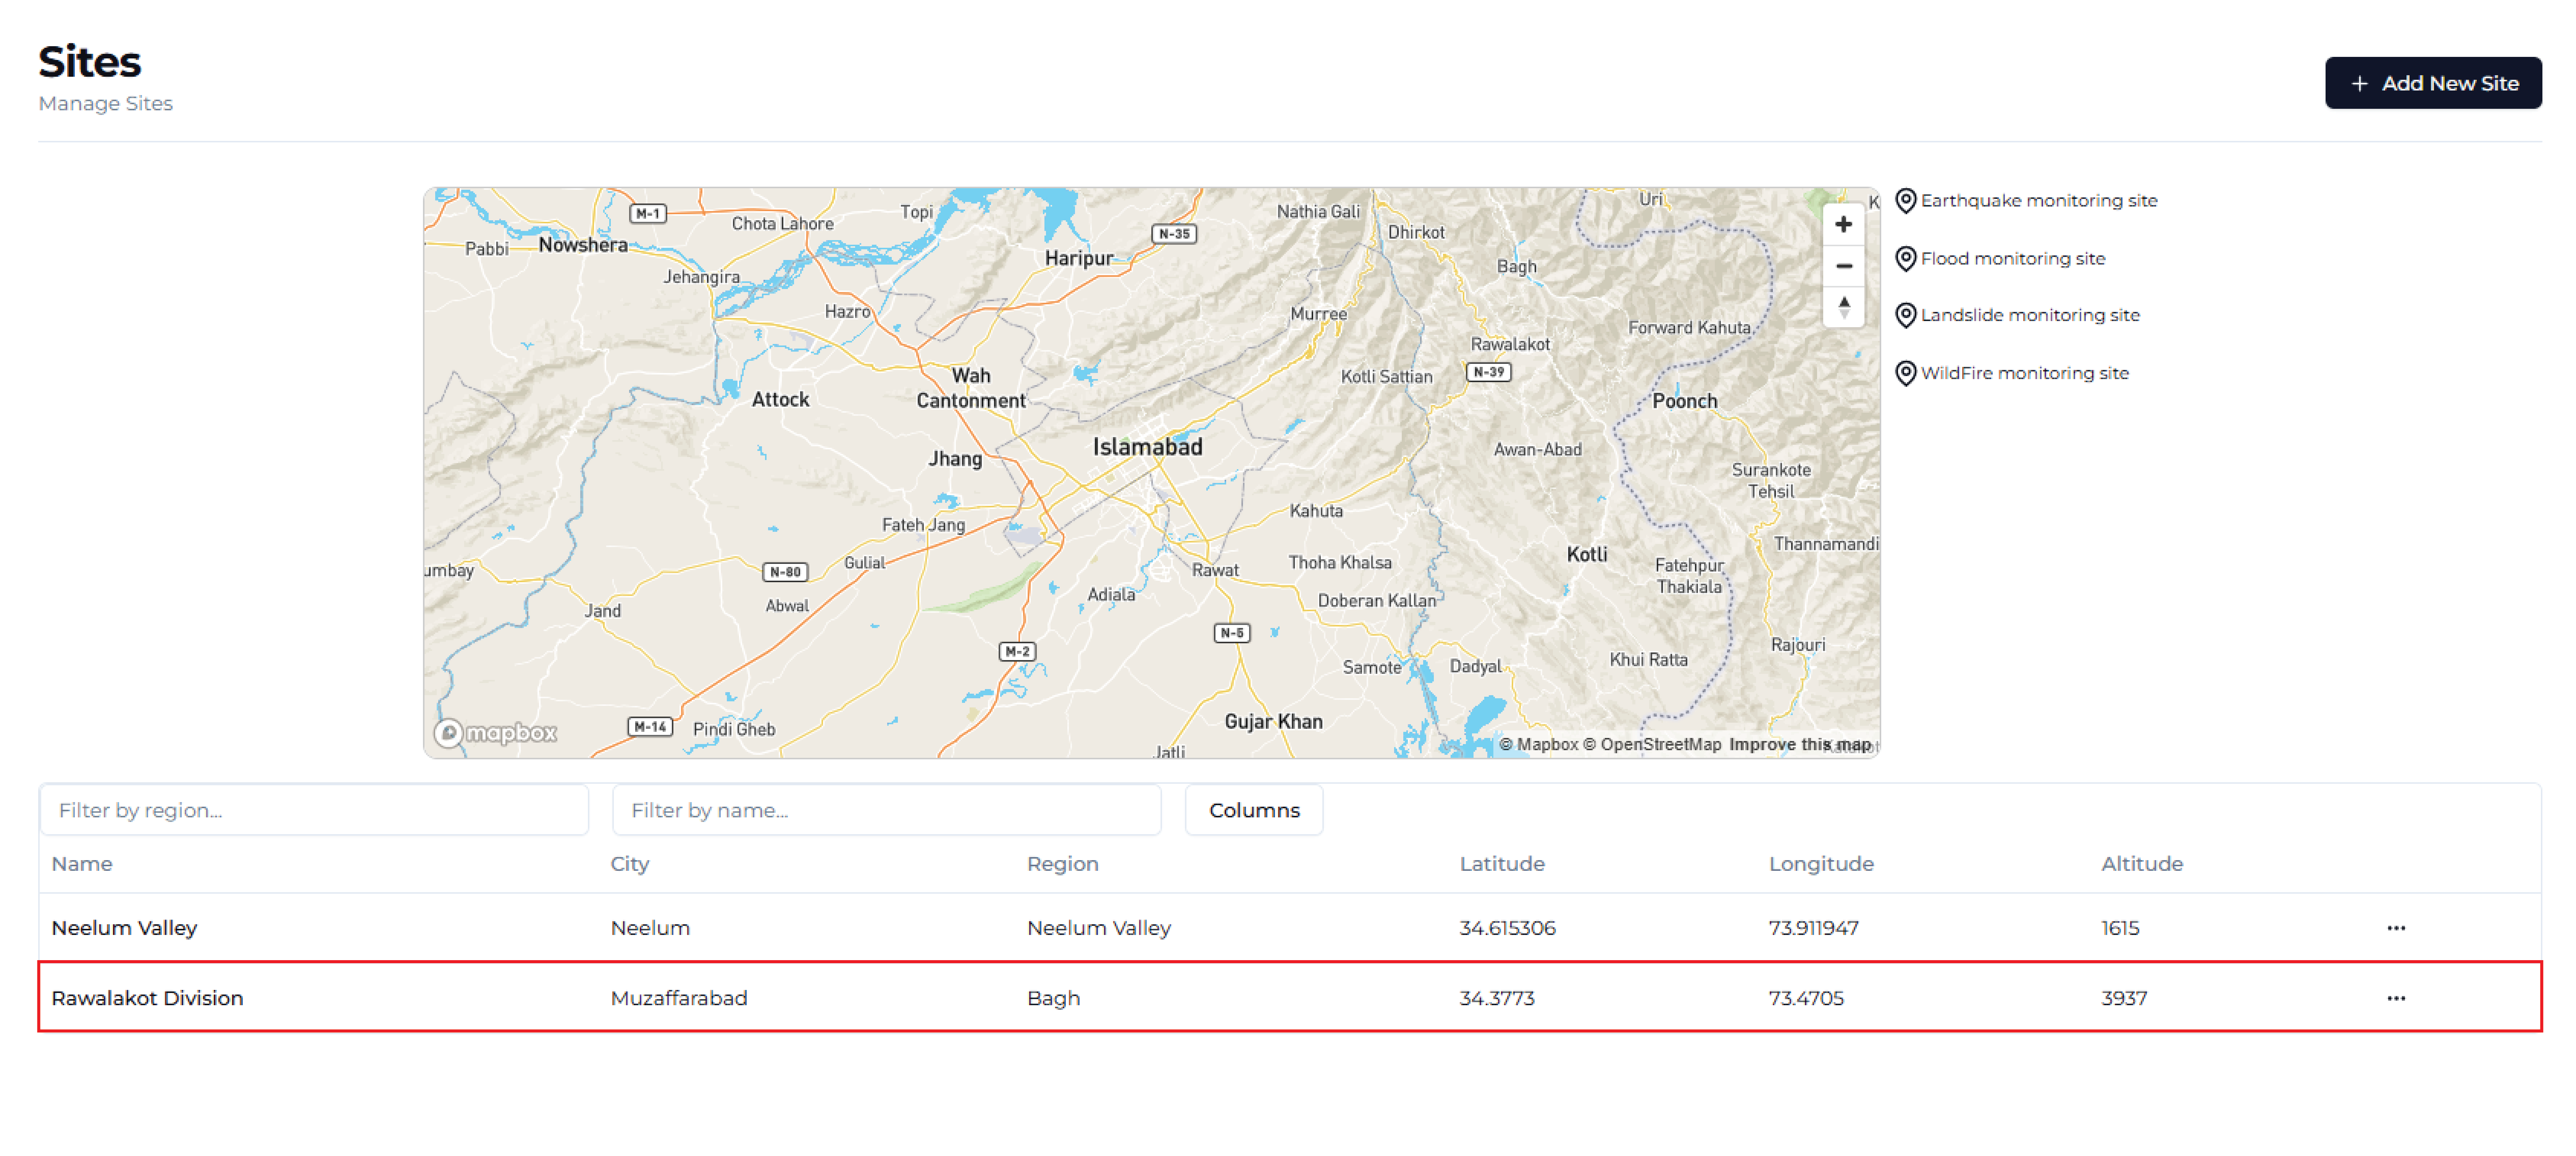 Sites
Manage Sites
+ Add New Site
M-1
Chota Lahore
Topi
Nathia Gali
Uri
K
Pabbi
Nowshera
N-35
Dhirkot
Haripur
Bagh
Jehangira
Hazro
Murree
Forward Kahuta
Rawalakot
Wah
Cantonment
Kotli Sattian
N-39
Attock
Poonch
Islamabad
Awan-Abad
Jhang
Surankote
Tehsil
Kahuta
Fateh Jang
Thannamandi
Kotli
Gulial
Thoha Khalsa
Fatehpur
Thakiala
umbay
N-80
Rawat
Adiala
Doberan Kallan
Jand
Abwal
N-5
Rajouri
M-2
Khui Ratta
Samote
Dadyal
Gujar Khan
M-14
Pindi Gheb
mapbox
Jatli
© Mapbox © OpenStreetMap Improve this map
Earthquake monitoring site
Flood monitoring site
Landslide monitoring site
WildFire monitoring site
Filter by region... Filter by name... Columns
Name City Region Latitude Longitude Altitude
Neelum Valley Neelum Neelum Valley 34.615306 73.911947 1615 ...
Rawalakot Division Muzaffarabad Bagh 34.3773 73.4705 3937 ...